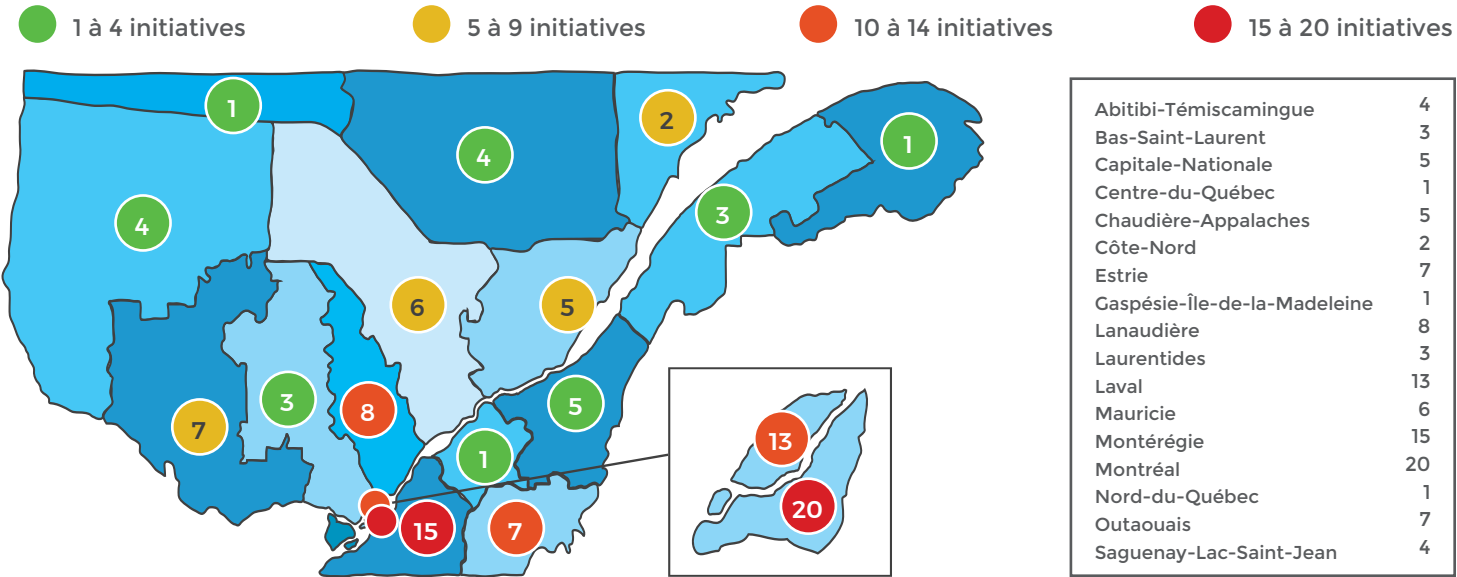 1 à 4 initiatives
5 à 9 initiatives
10 à 14 initiatives
15 à 20 initiatives
1
4
2
1
4
3
6
5
7
3
8
5
1
15
7
13
20
Abitibi-Témiscamingue 4
Bas-Saint-Laurent 3
Capitale-Nationale 5
Centre-du-Québec 1
Chaudière-Appalaches 5
Côte-Nord 2
Estrie 7
Gaspésie-Île-de-la-Madeleine 1
Lanaudière 8
Laurentides 3
Laval 13
Mauricie 6
Montérégie 15
Montréal 20
Nord-du-Québec 1
Outaouais 7
Saguenay-Lac-Saint-Jean 4